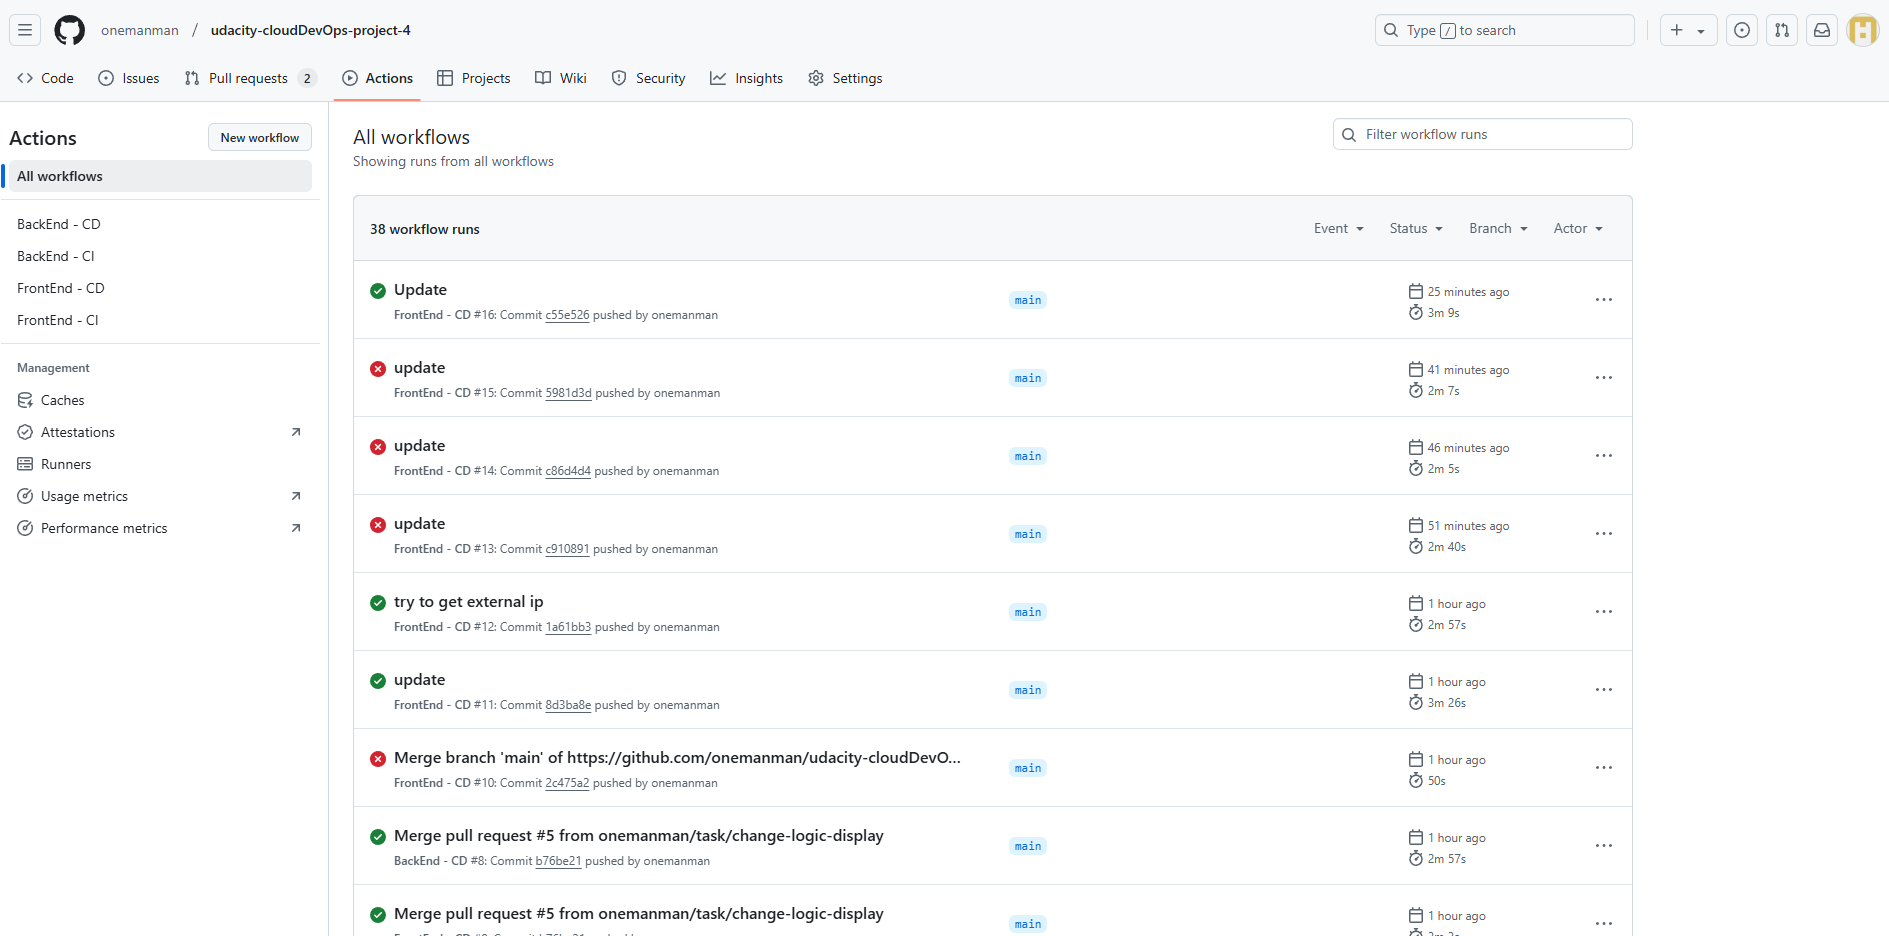 onemanman / udacity-cloudDevOps-project-4
Type / to search
Code Issues Pull requests 2 Actions Projects Wiki Security Insights Settings
Actions
New workflow
All workflows
BackEnd - CD
BackEnd - CI
FrontEnd - CD
FrontEnd - CI
Management
Caches
Attestations
Runners
Usage metrics
Performance metrics
All workflows
Showing runs from all workflows
Filter workflow runs
38 workflow runs
Event Status Branch Actor
Update
FrontEnd - CD #16: Commit c55e526 pushed by onemanman
main
25 minutes ago
3m 9s
update
FrontEnd - CD #15: Commit 5981d3d pushed by onemanman
main
41 minutes ago
2m 7s
update
FrontEnd - CD #14: Commit c86d4d4 pushed by onemanman
main
46 minutes ago
2m 5s
update
FrontEnd - CD #13: Commit c910891 pushed by onemanman
main
51 minutes ago
2m 40s
try to get external ip
FrontEnd - CD #12: Commit 1a61bb3 pushed by onemanman
main
1 hour ago
2m 57s
update
FrontEnd - CD #11: Commit 8d3ba8e pushed by onemanman
main
1 hour ago
3m 26s
Merge branch 'main' of https://github.com/onemanman/udacity-cloudDevO...
FrontEnd - CD #10: Commit 2c475a2 pushed by onemanman
main
1 hour ago
50s
Merge pull request #5 from onemanman/task/change-logic-display
BackEnd - CD #8: Commit b76be21 pushed by onemanman
main
1 hour ago
2m 57s
Merge pull request #5 from onemanman/task/change-logic-display
main
1 hour ago